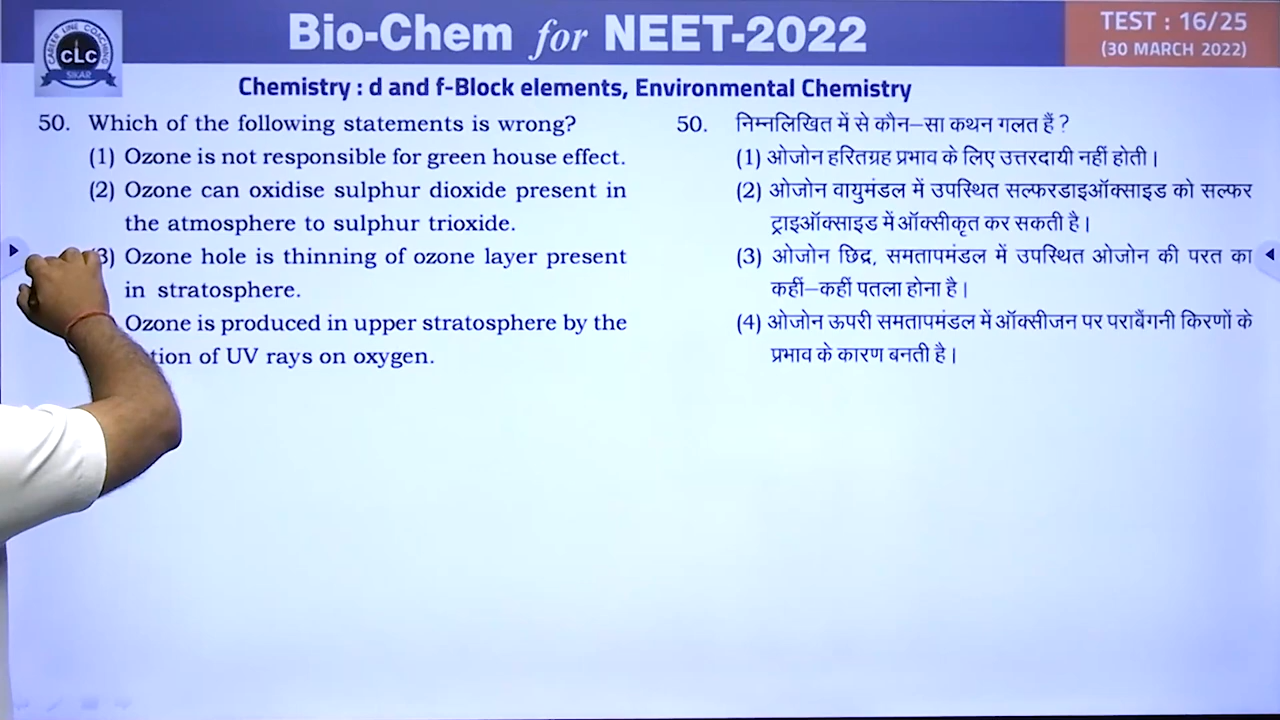 CAREER LINE COACHING
CLC
SIKAR
Bio-Chem for NEET-2022
TEST : 16/25
(30 MARCH 2022)
Chemistry : d and f-Block elements, Environmental Chemistry
50. Which of the following statements is wrong?
(1) Ozone is not responsible for green house effect.
(2) Ozone can oxidise sulphur dioxide present in
the atmosphere to sulphur trioxide.
3) Ozone hole is thinning of ozone layer present
in stratosphere.
Ozone is produced in upper stratosphere by the
tion of UV rays on oxygen.
50. निम्नलिखित में से कौन–सा कथन गलत हैं ?
(1) ओजोन हरितग्रह प्रभाव के लिए उत्तरदायी नहीं होती।
(2) ओजोन वायुमंडल में उपस्थित सल्फरडाइऑक्साइड को सल्फर
ट्राइऑक्साइड में ऑक्सीकृत कर सकती है।
(3) ओजोन छिद्र, समतापमंडल में उपस्थित ओजोन की परत का
कहीं–कहीं पतला होना है।
(4) ओजोन ऊपरी समतापमंडल में ऑक्सीजन पर पराबैंगनी किरणों के
प्रभाव के कारण बनती है।